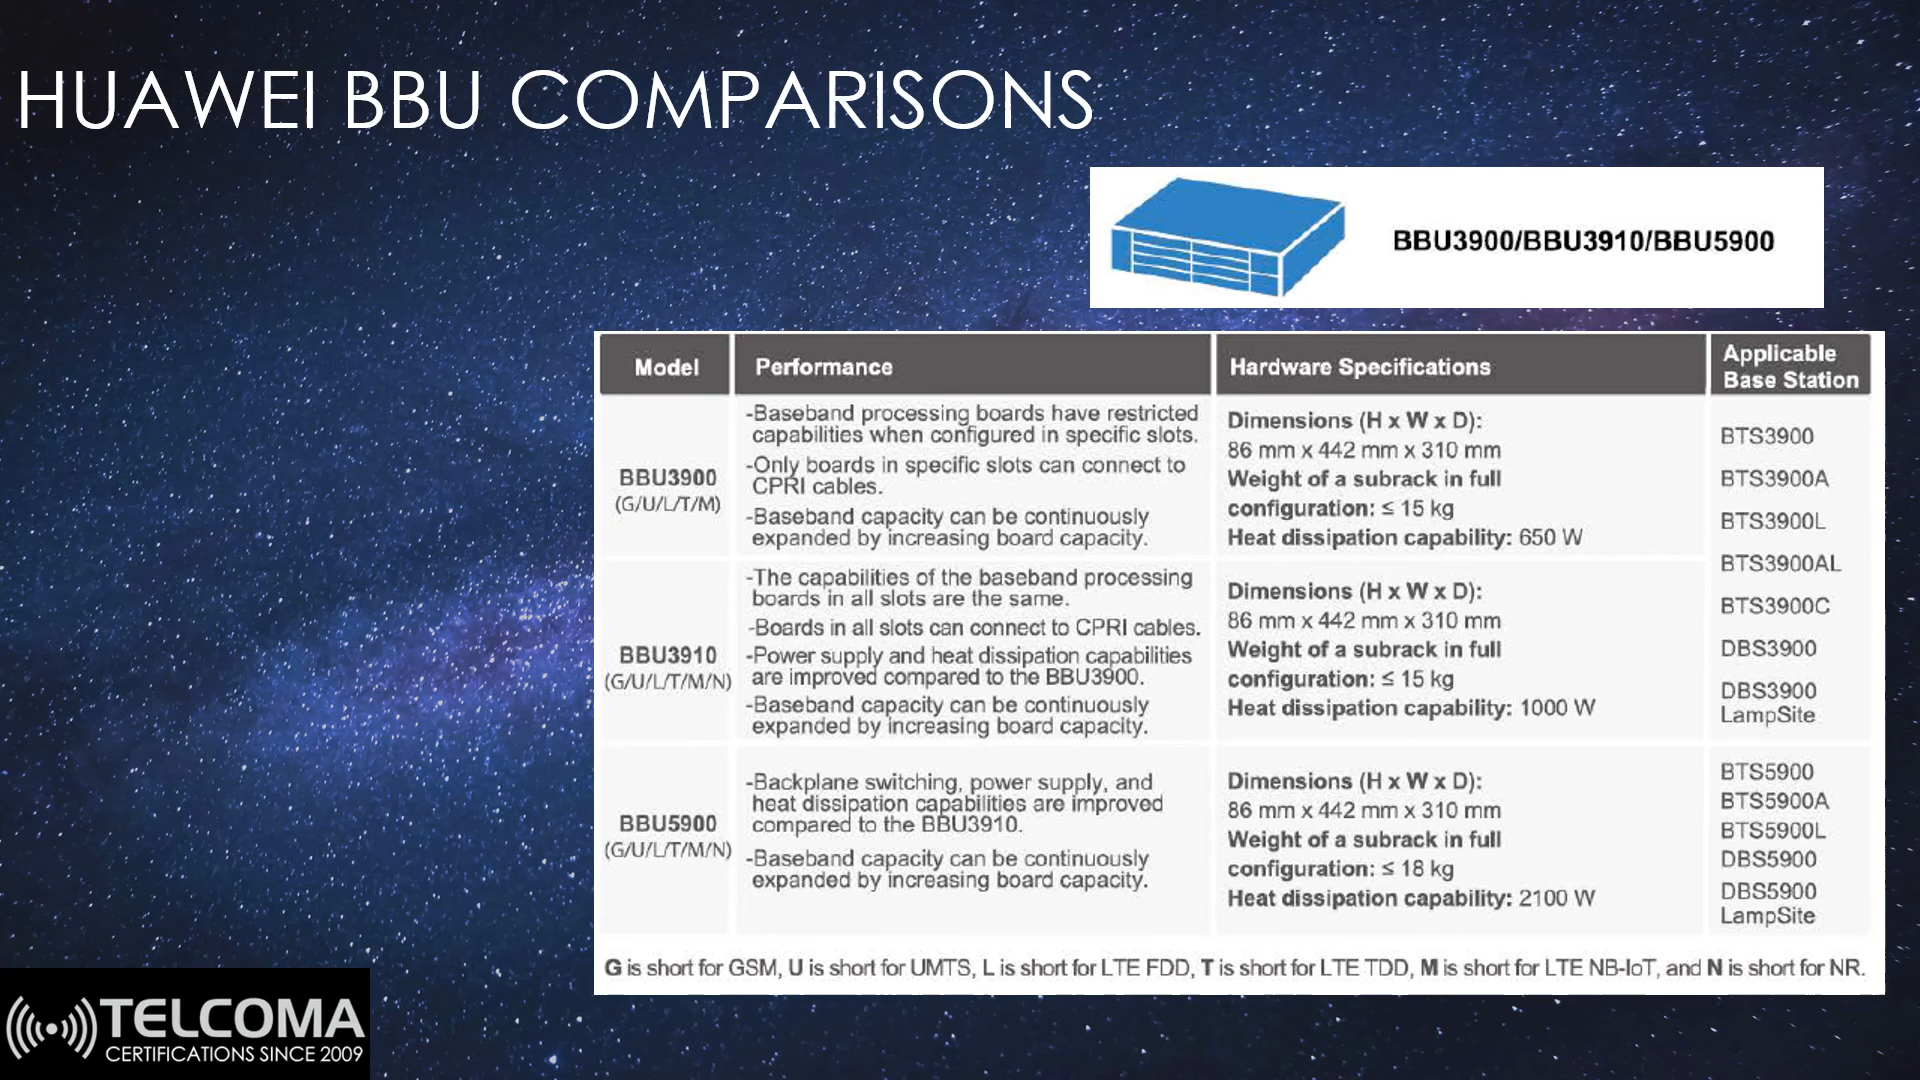 HUAWEI BBU COMPARISONS
BBU3900/BBU3910/BBU5900
Model
Performance
Hardware Specifications
Applicable
Base Station
BBU3900
(G/U/L/T/M)
-Baseband processing boards have restricted
capabilities when configured in specific slots.
-Only boards in specific slots can connect to
CPRI cables.
-Baseband capacity can be continuously
expanded by increasing board capacity.
Dimensions (H x W x D):
86 mm x 442 mm x 310 mm
Weight of a subrack in full
configuration: ≤ 15 kg
Heat dissipation capability: 650 W
BTS3900
BTS3900A
BTS3900L
BTS3900AL
BTS3900C
DBS3900
DBS3900
LampSite
BBU3910
(G/U/L/T/M/N)
-The capabilities of the baseband processing
boards in all slots are the same.
-Boards in all slots can connect to CPRI cables.
-Power supply and heat dissipation capabilities
are improved compared to the BBU3900.
-Baseband capacity can be continuously
expanded by increasing board capacity.
Dimensions (H x W x D):
86 mm x 442 mm x 310 mm
Weight of a subrack in full
configuration: ≤ 15 kg
Heat dissipation capability: 1000 W
BBU5900
(G/U/L/T/M/N)
-Backplane switching, power supply, and
heat dissipation capabilities are improved
compared to the BBU3910.
-Baseband capacity can be continuously
expanded by increasing board capacity.
Dimensions (H x W x D):
86 mm x 442 mm x 310 mm
Weight of a subrack in full
configuration: ≤ 18 kg
Heat dissipation capability: 2100 W
BTS5900
BTS5900A
BTS5900L
DBS5900
DBS5900
LampSite
G is short for GSM, U is short for UMTS, L is short for LTE FDD, T is short for LTE TDD, M is short for LTE NB-IoT, and N is short for NR.
TELCOMA
CERTIFICATIONS SINCE 2009